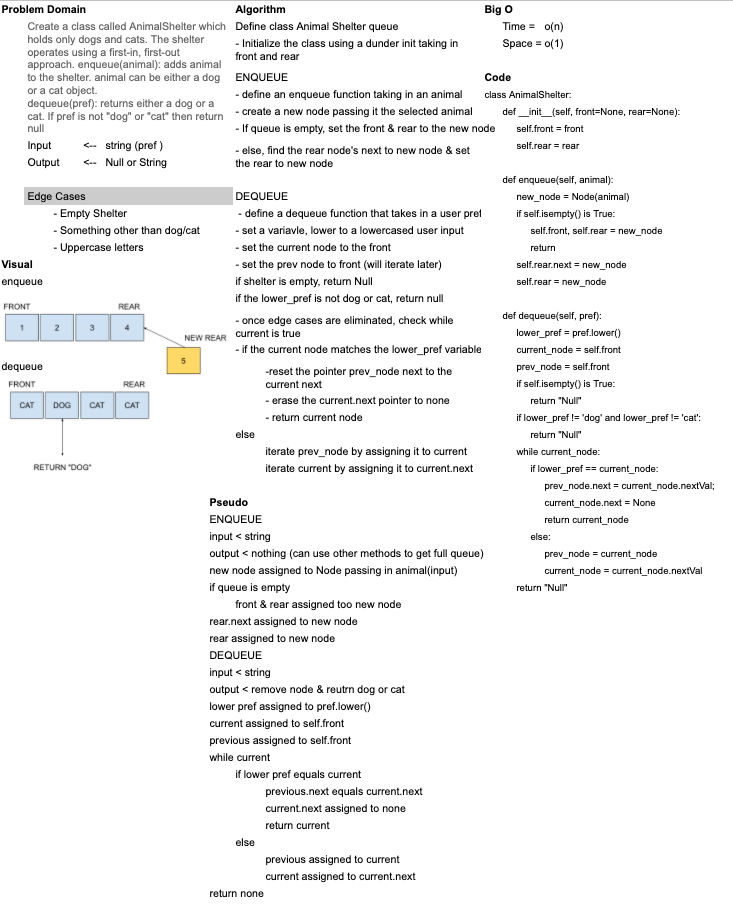 Problem Domain
Create a class called AnimalShelter which
holds only dogs and cats. The shelter
operates using a first-in, first-out
approach. enqueue(animal): adds animal
to the shelter. animal can be either a dog
or a cat object.
dequeue(pref): returns either a dog or a
cat. If pref is not "dog" or "cat" then return
null
Input <-- string (pref )
Output <-- Null or String
Edge Cases
- Empty Shelter
- Something other than dog/cat
- Uppercase letters
Visual
enqueue
FRONT REAR
1 2 3 4
NEW REAR
5
dequeue
FRONT REAR
CAT DOG CAT CAT
RETURN "DOG"
Algorithm
Define class Animal Shelter queue
- Initialize the class using a dunder init taking in
front and rear
ENQUEUE
- define an enqueue function taking in an animal
- create a new node passing it the selected animal
- If queue is empty, set the front & rear to the new node
- else, find the rear node's next to new node & set
the rear to new node
DEQUEUE
- define a dequeue function that takes in a user pref
- set a variavle, lower to a lowercased user input
- set the current node to the front
- set the prev node to front (will iterate later)
if shelter is empty, return Null
if the lower_pref is not dog or cat, return null
- once edge cases are eliminated, check while
current is true
- if the current node matches the lower_pref variable
-reset the pointer prev_node next to the
current next
- erase the current.next pointer to none
- return current node
else
iterate prev_node by assigning it to current
iterate current by assigning it to current.next
Pseudo
ENQUEUE
input < string
output < nothing (can use other methods to get full queue)
new node assigned to Node passing in animal(input)
if queue is empty
front & rear assigned too new node
rear.next assigned to new node
rear assigned to new node
DEQUEUE
input < string
output < remove node & reutrn dog or cat
lower pref assigned to pref.lower()
current assigned to self.front
previous assigned to self.front
while current
if lower pref equals current
previous.next equals current.next
current.next assigned to none
return current
else
previous assigned to current
current assigned to current.next
return none
Big O
Time = o(n)
Space = o(1)
Code
class AnimalShelter:
def __init__(self, front=None, rear=None):
self.front = front
self.rear = rear
def enqueue(self, animal):
new_node = Node(animal)
if self.isempty() is True:
self.front, self.rear = new_node
return
self.rear.next = new_node
self.rear = new_node
def dequeue(self, pref):
lower_pref = pref.lower()
current_node = self.front
prev_node = self.front
if self.isempty() is True:
return "Null"
if lower_pref != 'dog' and lower_pref != 'cat':
return "Null"
while current_node:
if lower_pref == current_node:
prev_node.next = current_node.nextVal;
current_node.next = None
return current_node
else:
prev_node = current_node
current_node = current_node.nextVal
return "Null"